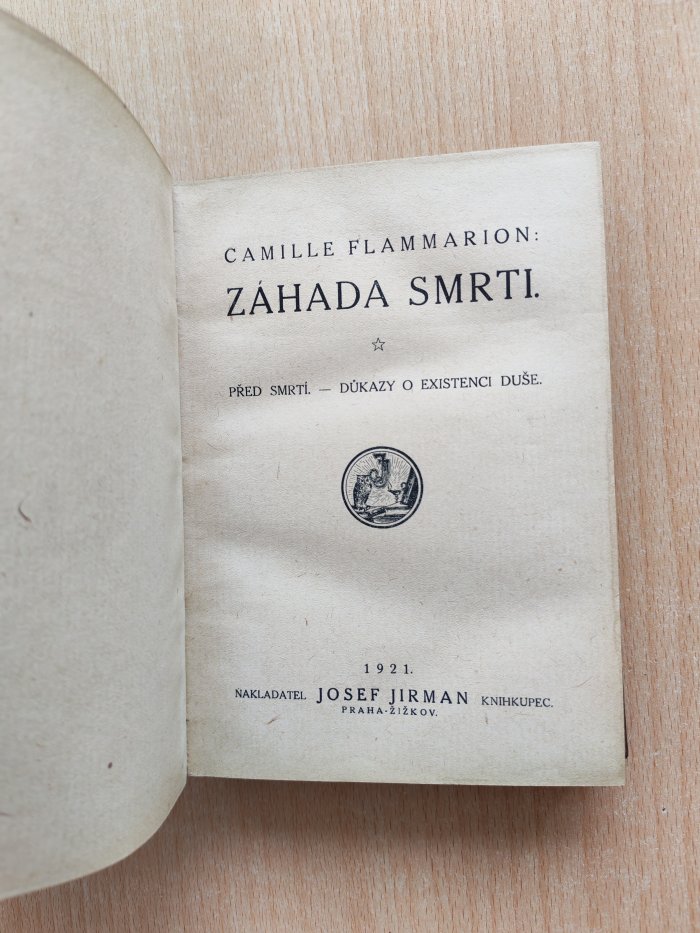 CAMILLE FLAMMARION:
ZÁHADA SMRTI.
☆
PŘED SMRTÍ. — DŮKAZY O EXISTENCI DUŠE.
1921.
NAKLADATEL JOSEF JIRMAN KNIHKUPEC.
PRAHA-ŽIŽKOV.